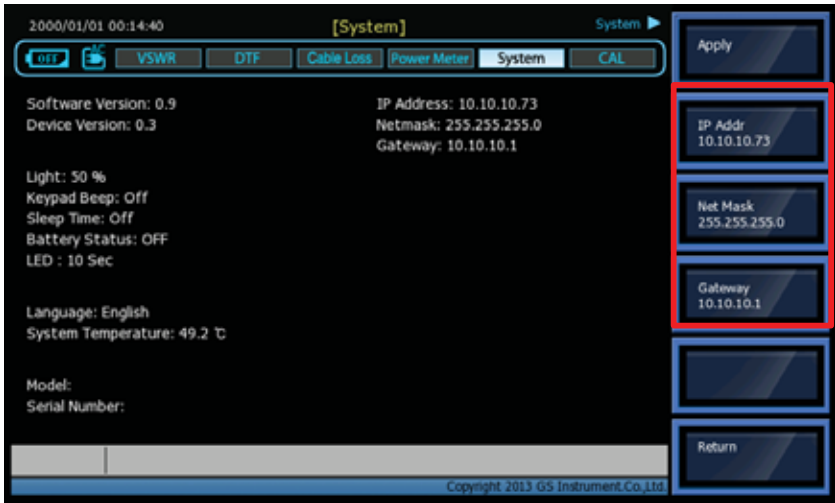 2000/01/01 00:14:40
[System]
System
OFF
VSWR
DTF
Cable Loss
Power Meter
System
CAL
Software Version: 0.9
Device Version: 0.3
Light: 50 %
Keypad Beep: Off
Sleep Time: Off
Battery Status: OFF
LED : 10 Sec
Language: English
System Temperature: 49.2 ℃
Model:
Serial Number:
IP Address: 10.10.10.73
Netmask: 255.255.255.0
Gateway: 10.10.10.1
Copyright 2013 GS Instrument.Co.,Ltd.
Apply
IP Addr
10.10.10.73
Net Mask
255.255.255.0
Gateway
10.10.10.1
Return